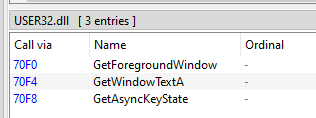 USER32.dll [ 3 entries ]
Call via Name Ordinal
70F0 GetForegroundWindow -
70F4 GetWindowTextA -
70F8 GetAsyncKeyState -